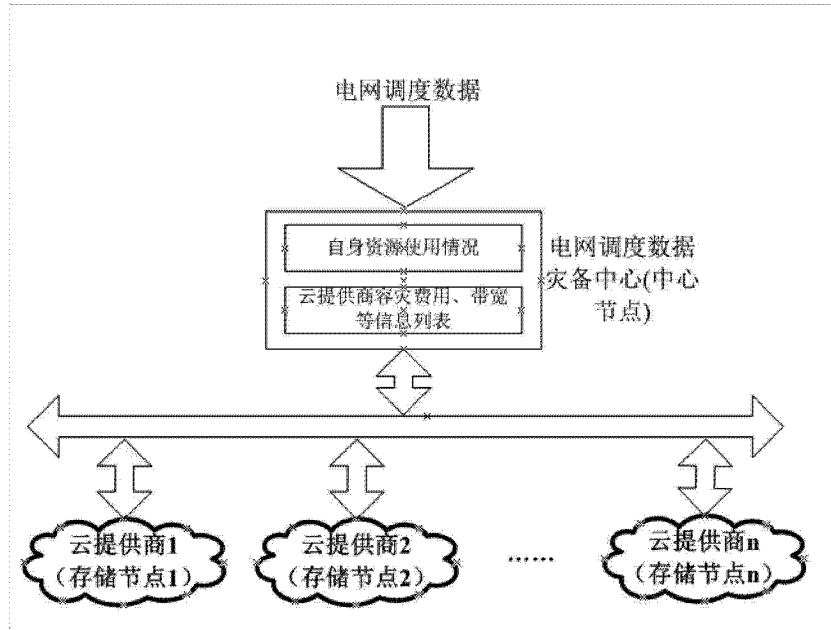 电网调度数据
自身资源使用情况
云提供商容灾费用、带宽
等信息列表
电网调度数据
灾备中心(中心
节点)
云提供商1
（存储节点1）
云提供商2
（存储节点2）
……
云提供商n
（存储节点n）